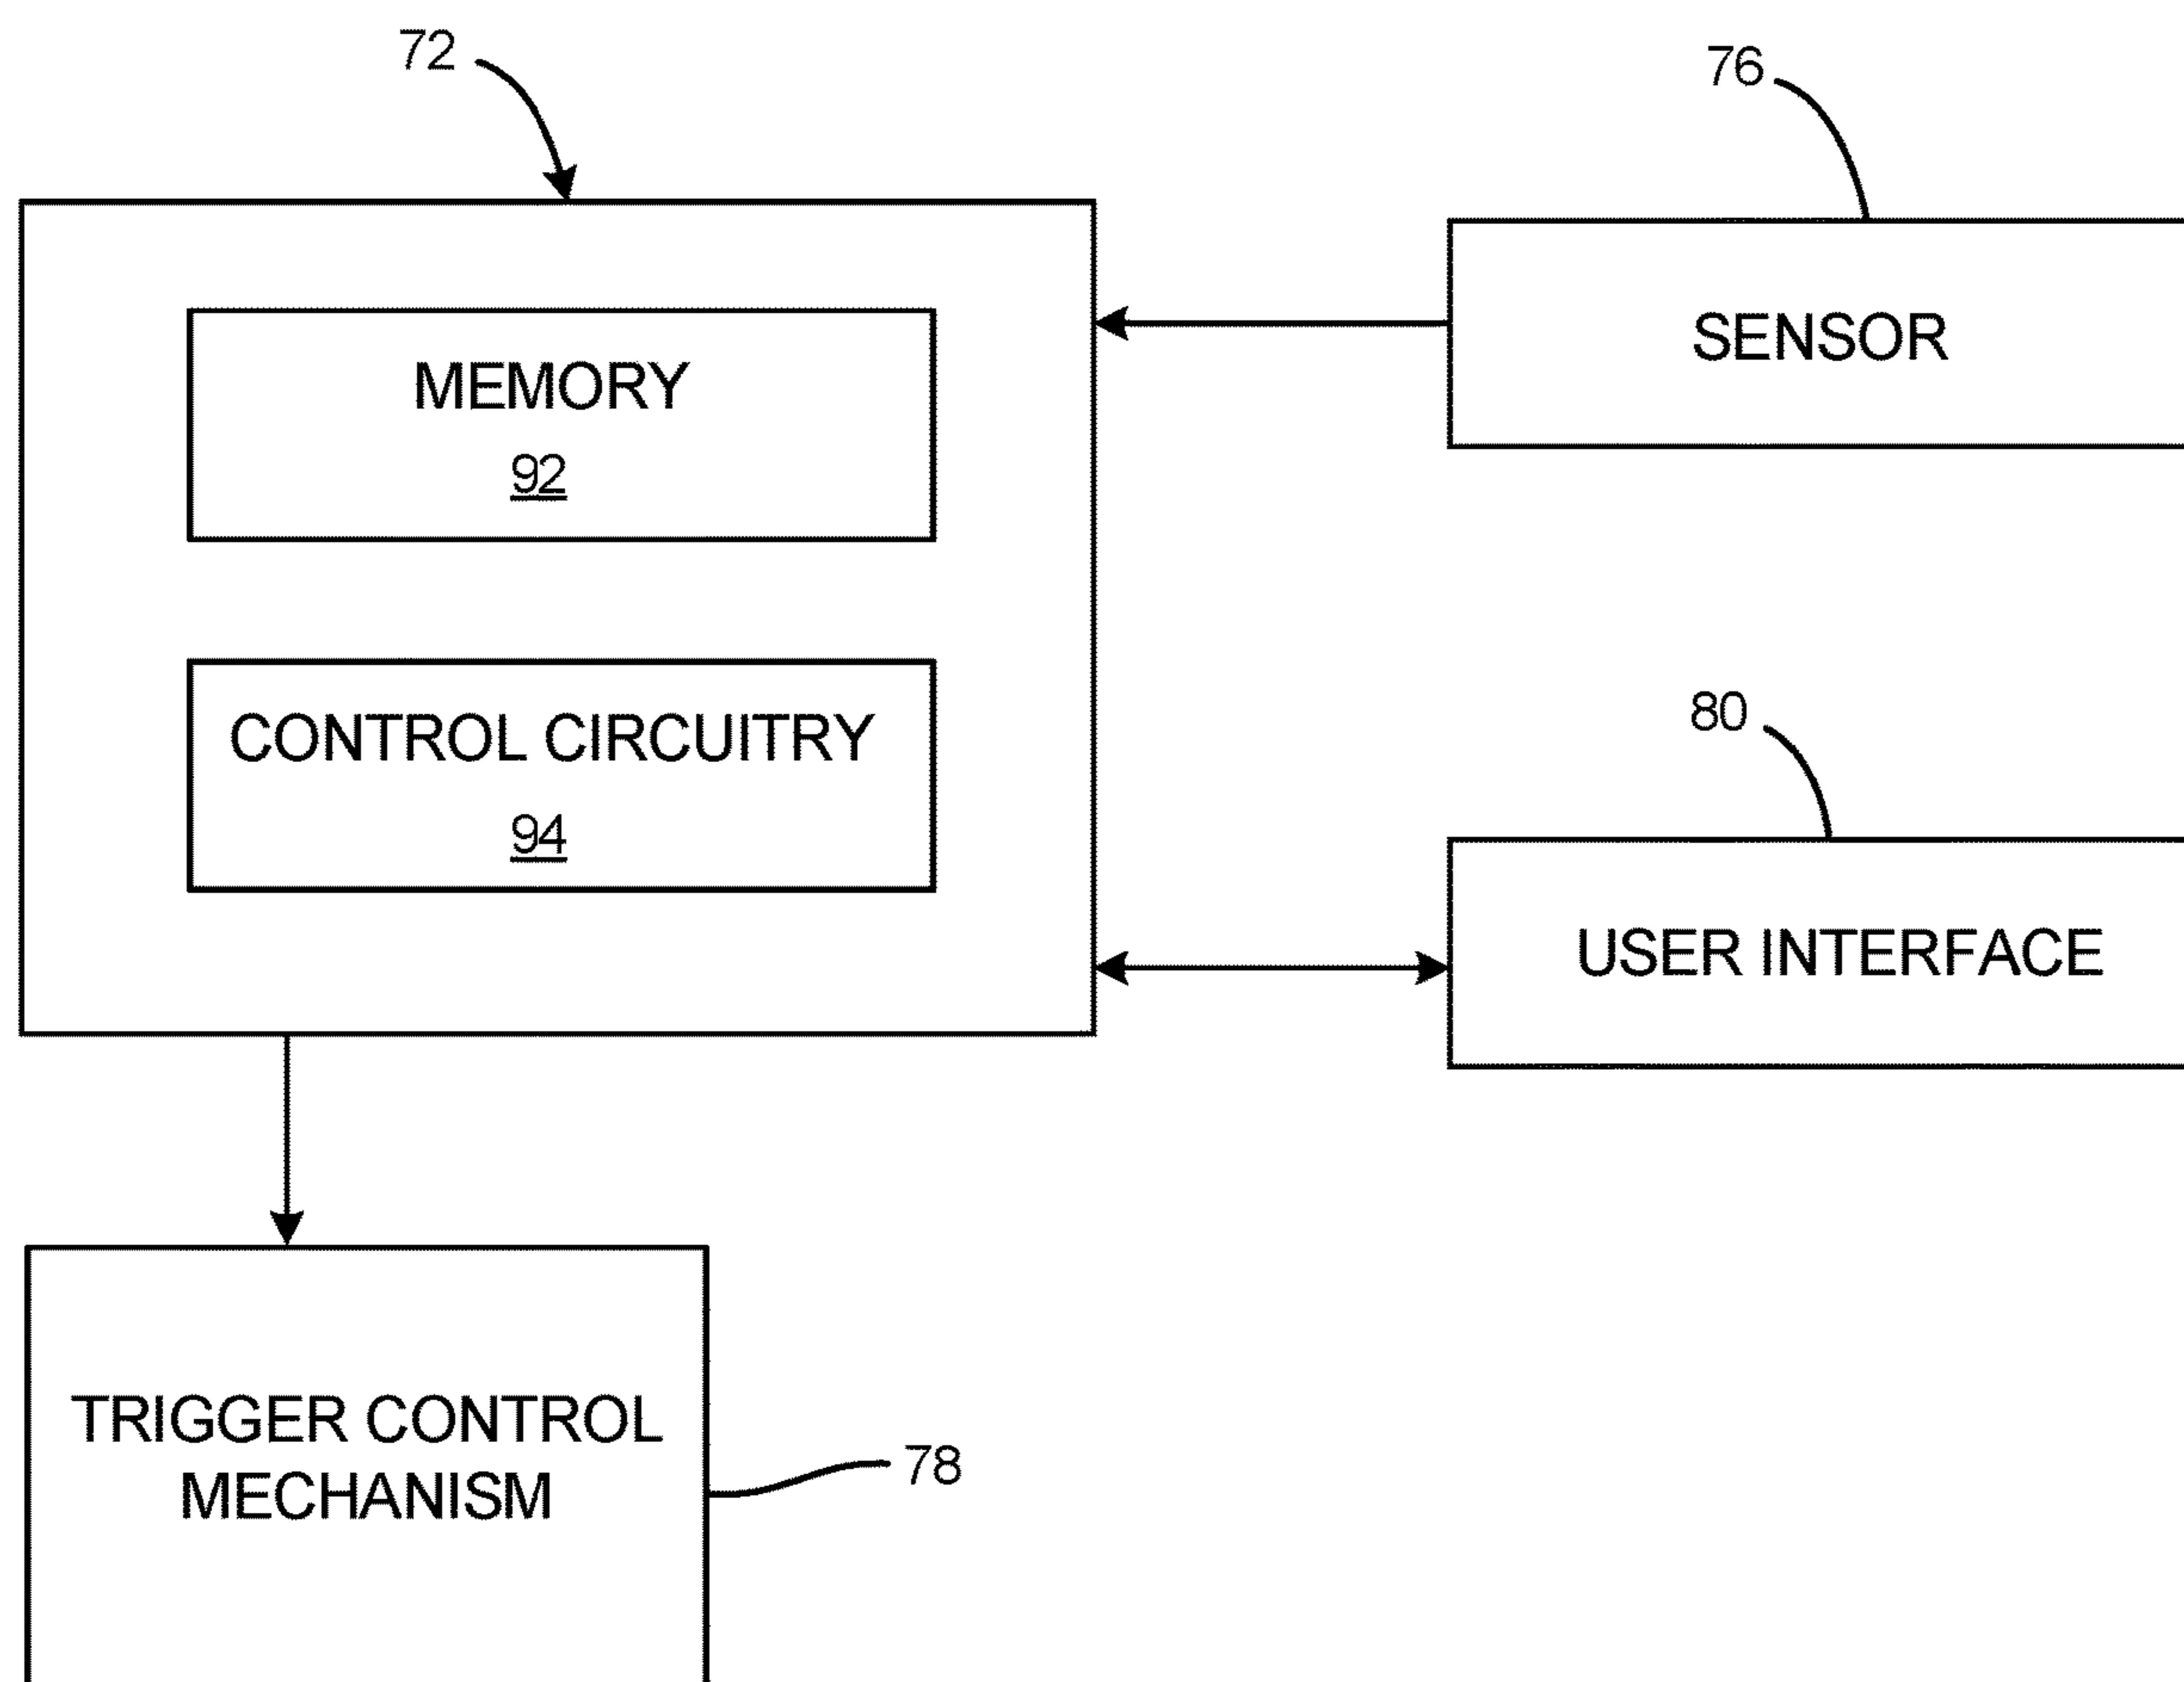 72
76
MEMORY
92
SENSOR
CONTROL CIRCUITRY
94
80
USER INTERFACE
TRIGGER CONTROL
MECHANISM
78